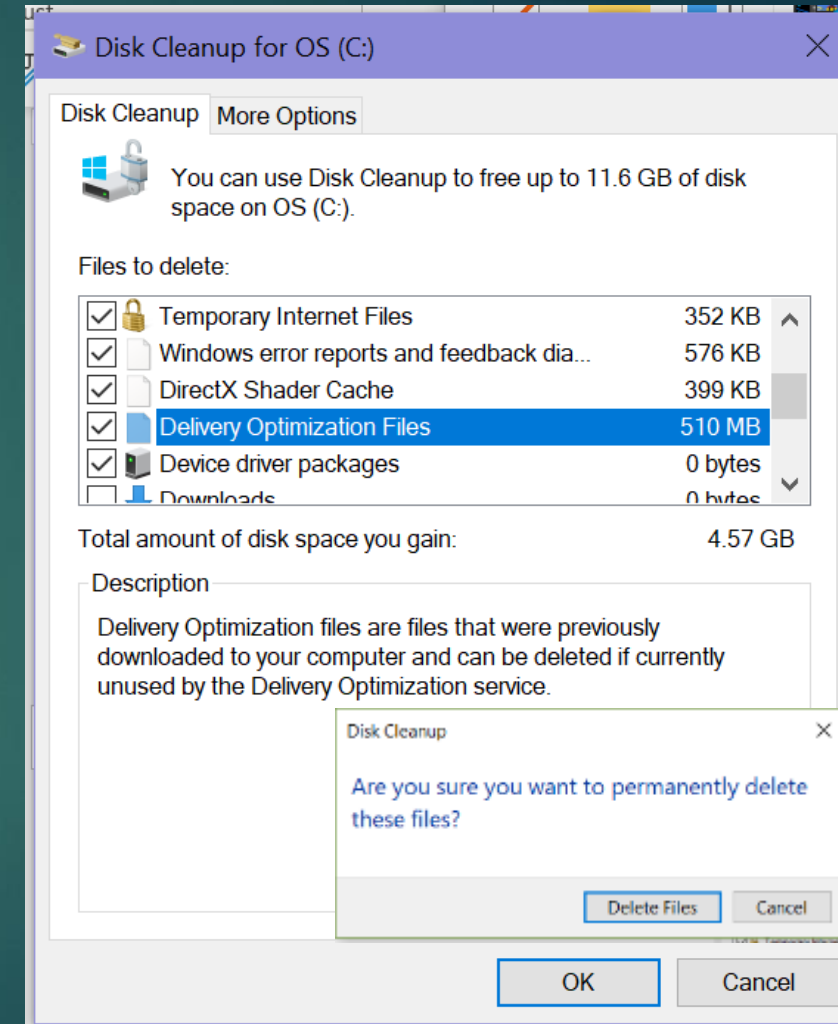 ust
Disk Cleanup for OS (C:)
Disk Cleanup
More Options
You can use Disk Cleanup to free up to 11.6 GB of disk
space on OS (C:).
Files to delete:
Temporary Internet Files 352 KB
Windows error reports and feedback dia... 576 KB
DirectX Shader Cache 399 KB
Delivery Optimization Files 510 MB
Device driver packages 0 bytes
Downloads 0 bytes
Total amount of disk space you gain: 4.57 GB
Description
Delivery Optimization files are files that were previously
downloaded to your computer and can be deleted if currently
unused by the Delivery Optimization service.
Disk Cleanup
Are you sure you want to permanently delete
these files?
Delete Files Cancel
OK Cancel